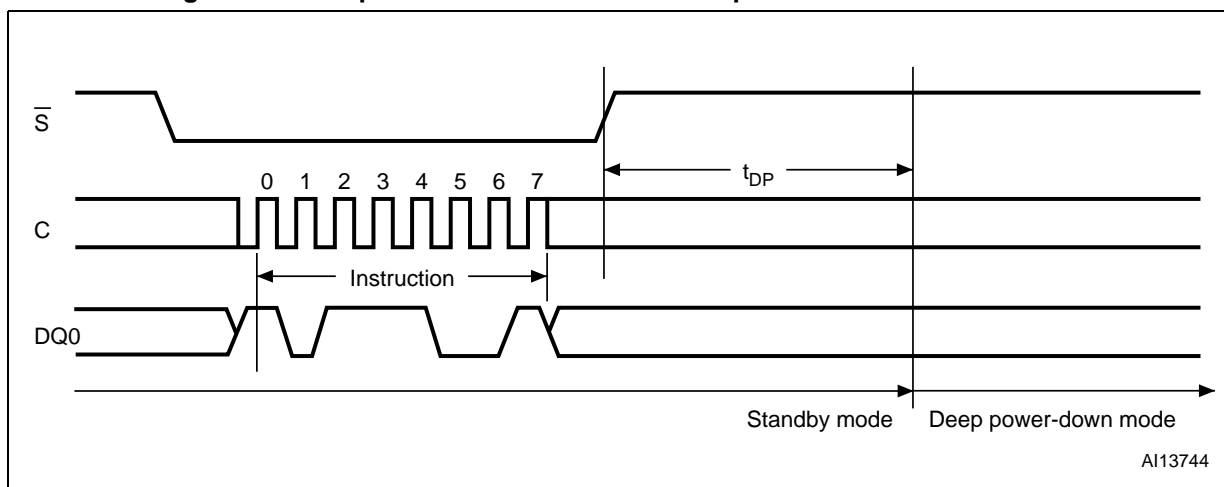 S
0 1 2 3 4 5 6 7
tDP
C
Instruction
DQ0
Standby mode Deep power-down mode
AI13744